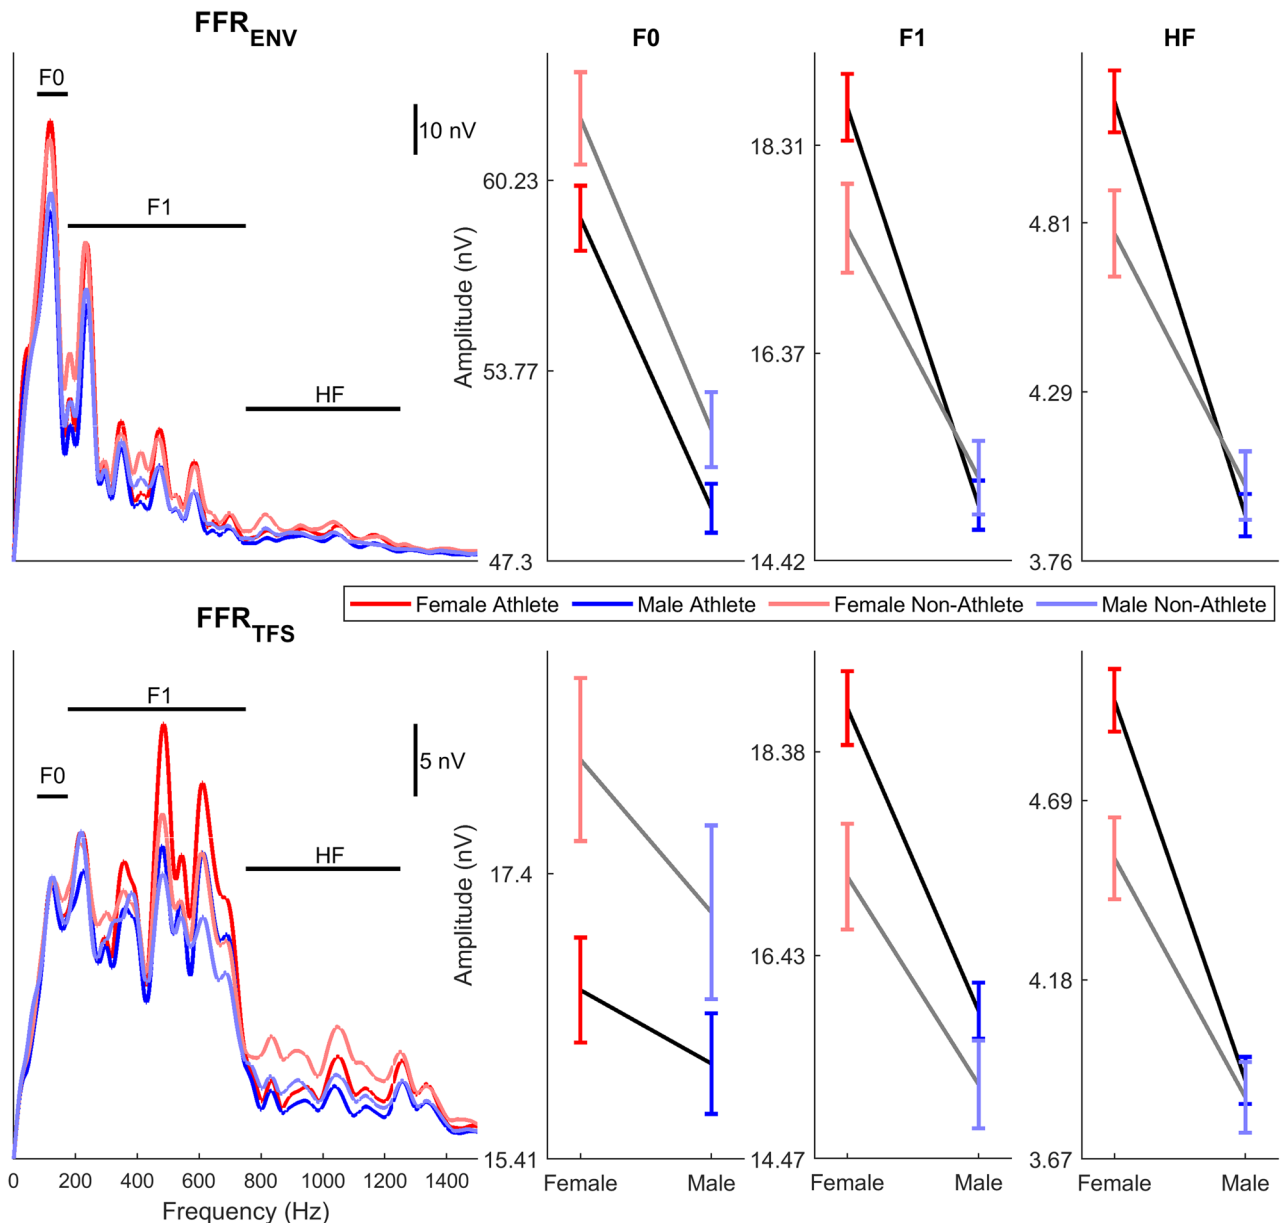 FFR_ENV
F0
F1
HF
F0
10 nV
F1
HF
Amplitude (nV)
60.23
53.77
47.3
18.31
16.37
14.42
4.81
4.29
3.76
Female Athlete Male Athlete Female Non-Athlete Male Non-Athlete
FFR_TFS
F1
F0
5 nV
HF
Amplitude (nV)
17.4
15.41
18.38
16.43
14.47
4.69
4.18
3.67
0 200 400 600 800 1000 1200 1400
Frequency (Hz)
Female Male
Female Male
Female Male